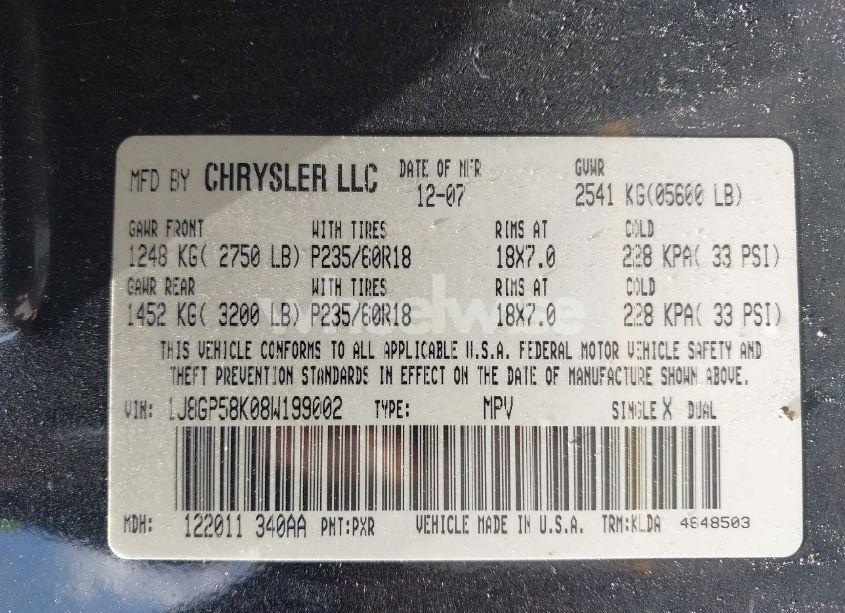 MFD BY CHRYSLER LLC DATE OF MFR GVWR
12-07 2541 KG(05600 LB)
GAWR FRONT WITH TIRES RIMS AT COLD
1248 KG( 2750 LB) P235/60R18 18X7.0 228 KPA( 33 PSI)
GAWR REAR WITH TIRES RIMS AT COLD
1452 KG( 3200 LB) P235/60R18 18X7.0 228 KPA( 33 PSI)
THIS VEHICLE CONFORMS TO ALL APPLICABLE U.S.A. FEDERAL MOTOR VEHICLE SAFETY AND
THEFT PREVENTION STANDARDS IN EFFECT ON THE DATE OF MANUFACTURE SHOWN ABOVE.
VIN: 1J8GP58K08W199002 TYPE: MPV SINGLE X DUAL
MDH: 122011 340AA PNT:PXR VEHICLE MADE IN U.S.A. TRM:KLDA 4648503